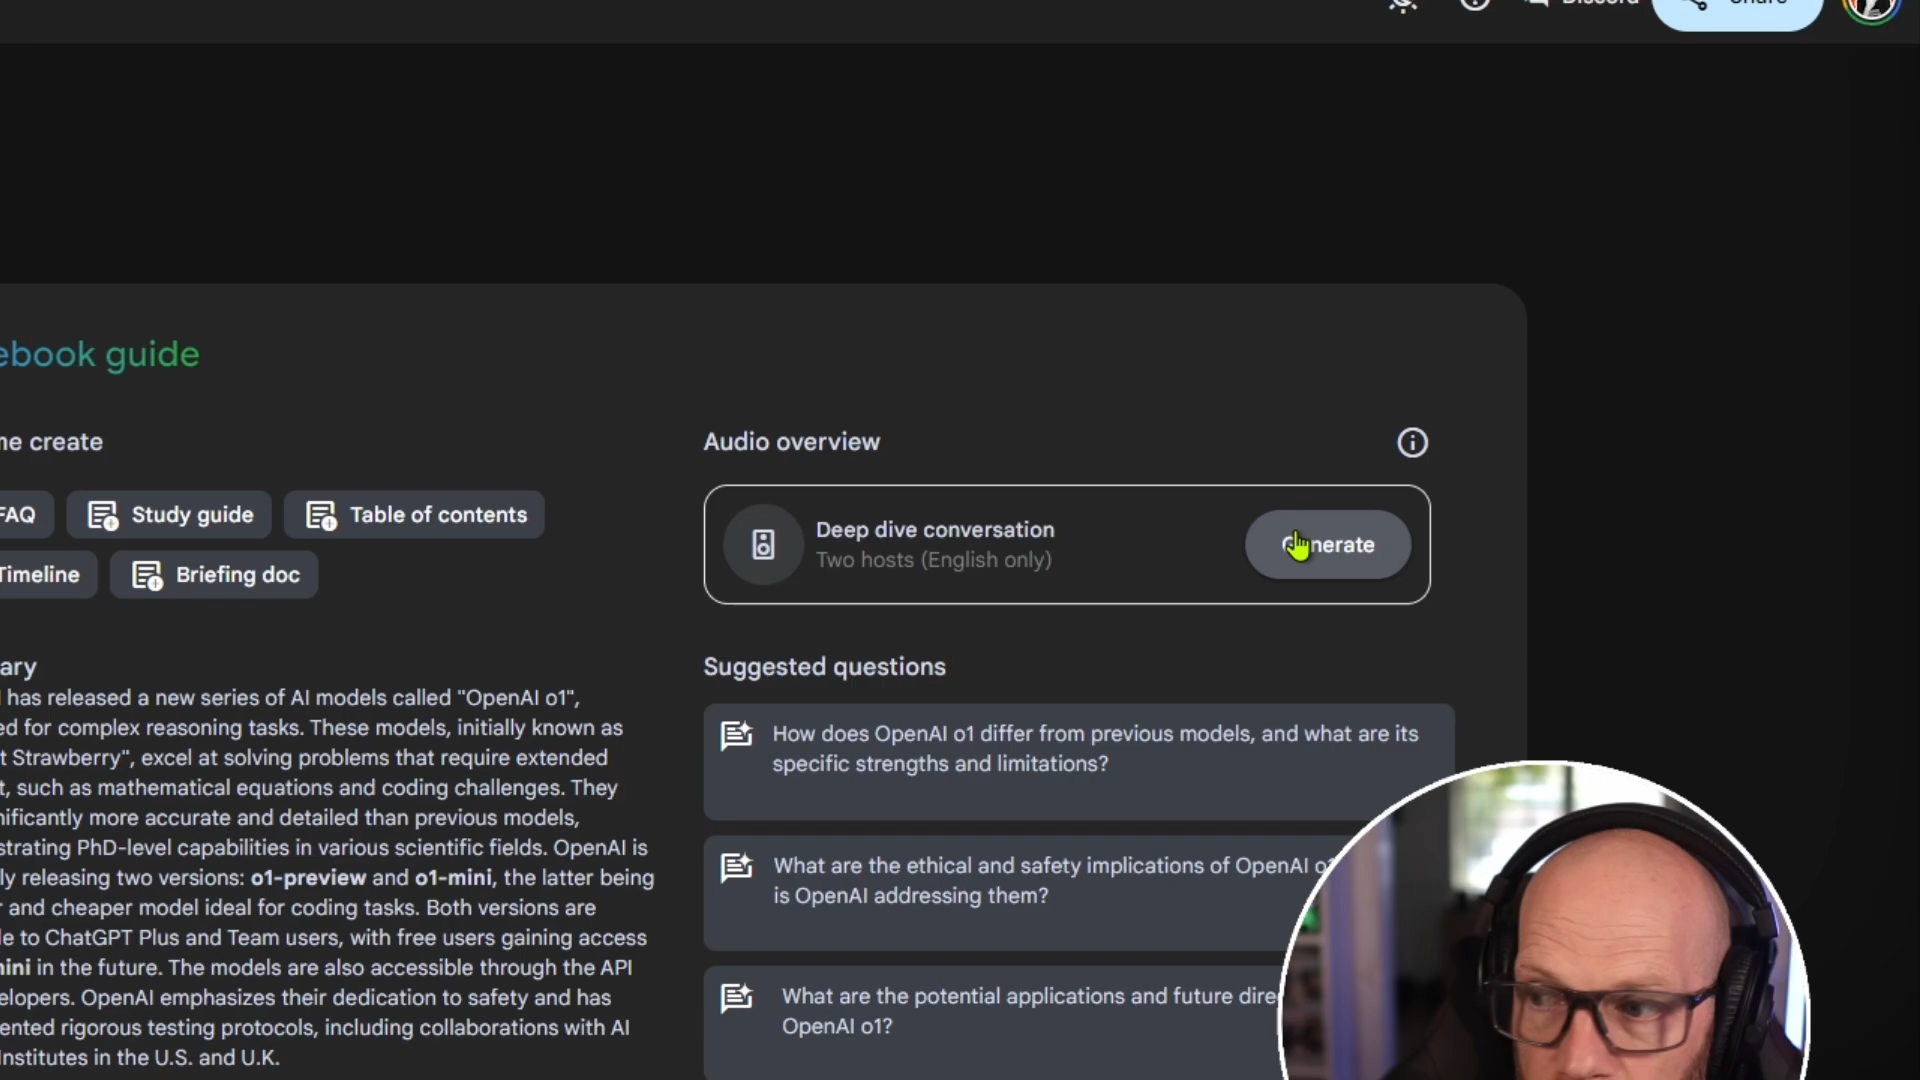 Discord
Share
ebook guide
me create
FAQ
Study guide
Table of contents
Timeline
Briefing doc
ary
has released a new series of AI models called "OpenAI o1",
ed for complex reasoning tasks. These models, initially known as
t Strawberry", excel at solving problems that require extended
t, such as mathematical equations and coding challenges. They
nificantly more accurate and detailed than previous models,
strating PhD-level capabilities in various scientific fields. OpenAI is
ly releasing two versions: o1-preview and o1-mini, the latter being
r and cheaper model ideal for coding tasks. Both versions are
le to ChatGPT Plus and Team users, with free users gaining access
mini in the future. The models are also accessible through the API
elopers. OpenAI emphasizes their dedication to safety and has
ented rigorous testing protocols, including collaborations with AI
Institutes in the U.S. and U.K.
Audio overview
Deep dive conversation
Two hosts (English only)
Generate
Suggested questions
How does OpenAI o1 differ from previous models, and what are its
specific strengths and limitations?
What are the ethical and safety implications of OpenAI o1
is OpenAI addressing them?
What are the potential applications and future dire
OpenAI o1?